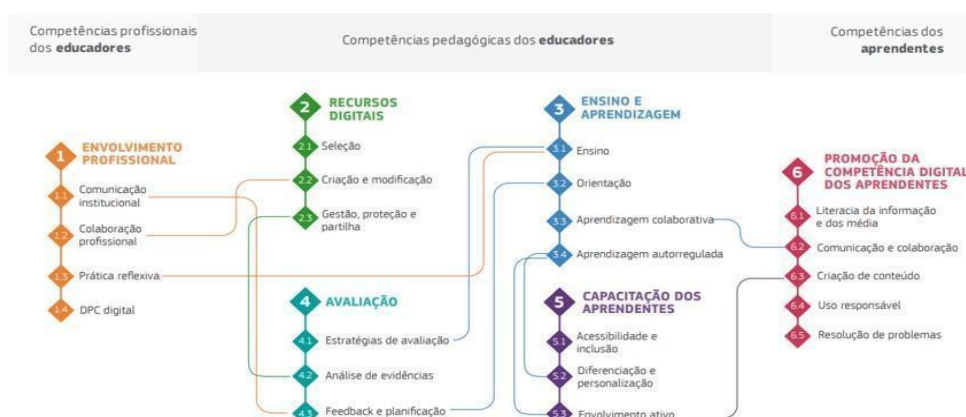 Competências profissionais
dos educadores
Competências pedagógicas dos educadores
Competências dos
aprendentes
1
ENVOLVIMENTO
PROFISSIONAL
1.1
Comunicação
institucional
1.2
Colaboração
profissional
1.3
Prática reflexiva
1.4
DPC digital
2
RECURSOS
DIGITAIS
2.1
Seleção
2.2
Criação e modificação
2.3
Gestão, proteção e
partilha
4
AVALIAÇÃO
4.1
Estratégias de avaliação
4.2
Análise de evidências
4.3
Feedback e planificação
3
ENSINO E
APRENDIZAGEM
3.1
Ensino
3.2
Orientação
3.3
Aprendizagem colaborativa
3.4
Aprendizagem autorregulada
5
CAPACITAÇÃO DOS
APRENDENTES
5.1
Acessibilidade e
inclusão
5.2
Diferenciação e
personalização
5.3
Envolvimento ativo
6
PROMOÇÃO DA
COMPETÊNCIA DIGITAL
DOS APRENDENTES
6.1
Literacia da informação
e dos média
6.2
Comunicação e colaboração
6.3
Criação de conteúdo
6.4
Uso responsável
6.5
Resolução de problemas